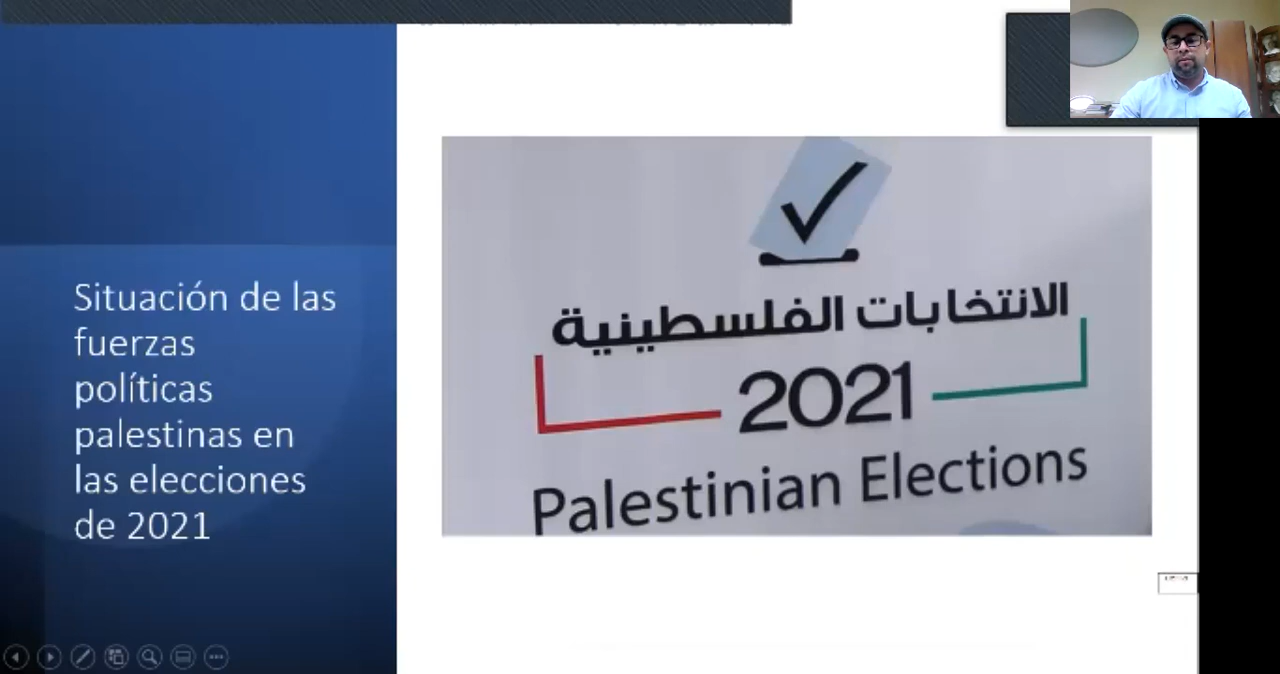 Situación de las
fuerzas
políticas
palestinas en
las elecciones
de 2021
الانتخابات الفلسطينية
2021
Palestinian Elections